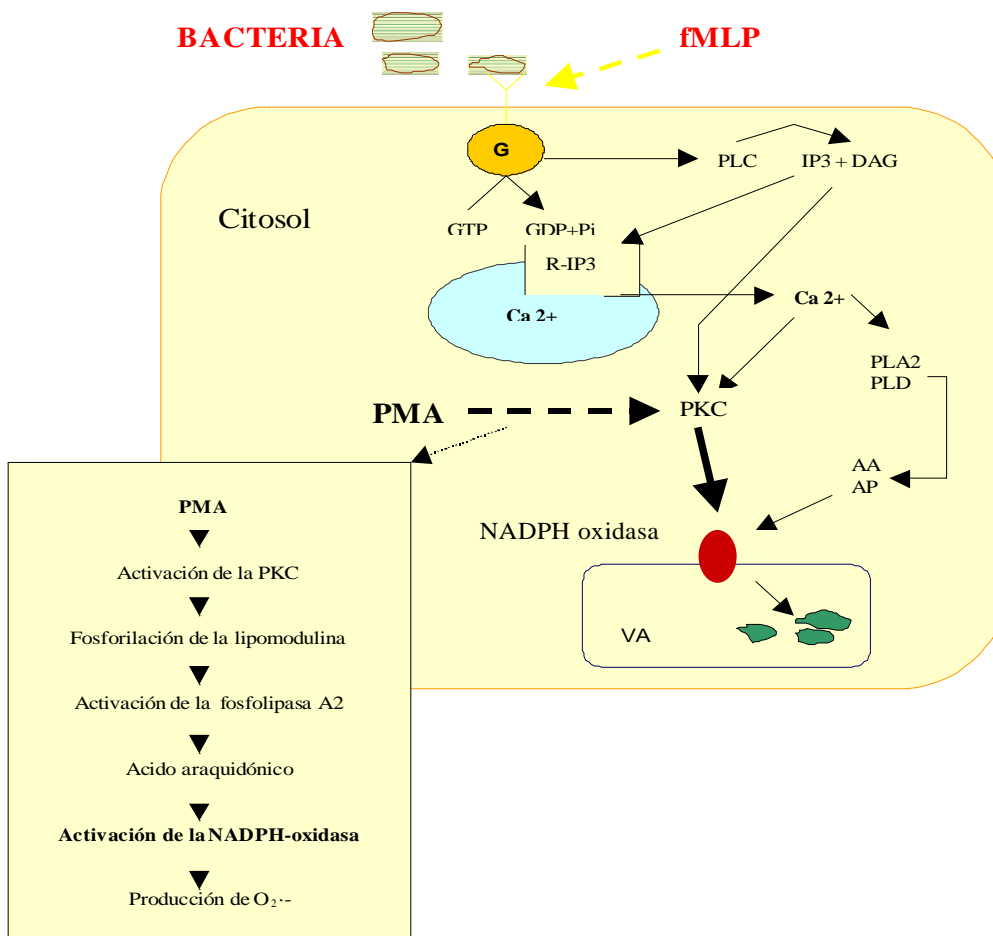 BACTERIA
fMLP
G
PLC
IP3 + DAG
Citosol
GTP
GDP+Pi
R-IP3
Ca 2+
Ca 2+
PLA2
PLD
PMA
PKC
AA
AP
NADPH oxidasa
VA
PMA
Activación de la PKC
Fosforilación de la lipomodulina
Activación de la fosfolipasa A2
Acido araquidónico
Activación de la NADPH-oxidasa
Producción de O₂·-